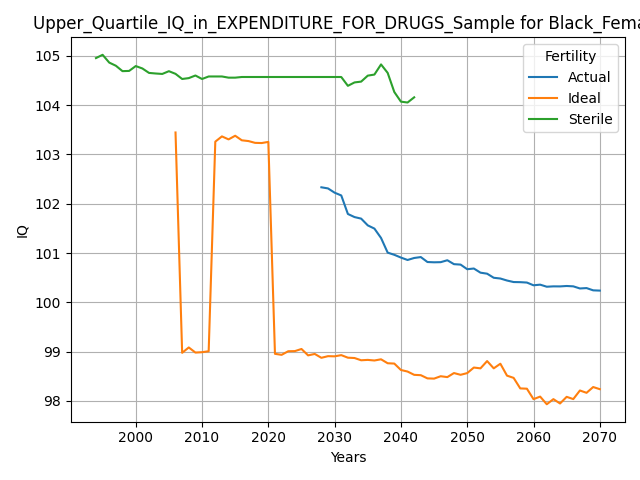 Upper_Quartile_IQ_in_EXPENDITURE_FOR_DRUGS_Sample for Black_Fema
105
104
103
102
101
100
99
98
IQ
Fertility
Actual
Ideal
Sterile
2000 2010 2020 2030 2040 2050 2060 2070
Years